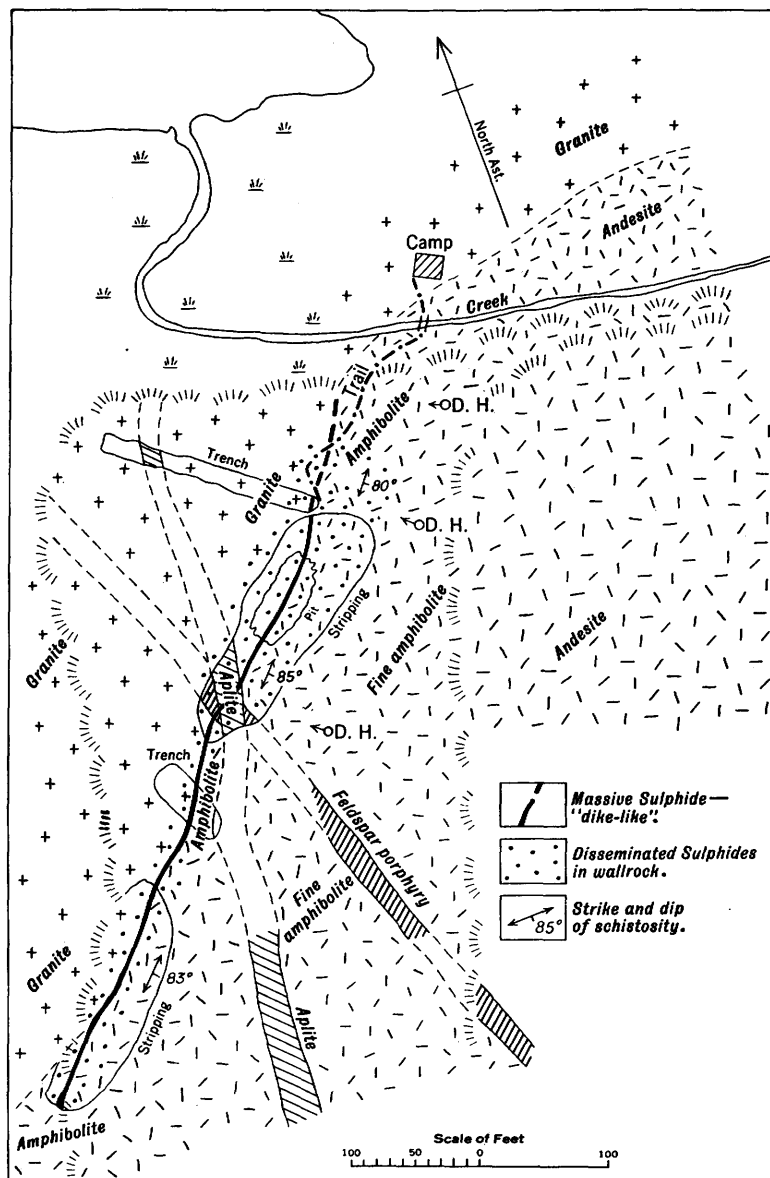 North Ast.
Granite
Andesite
Camp
Creek
Trail
Amphibolite
D. H.
Trench
Granite
80°
D. H.
Pit
Stripping
Fine amphibolite
Andesite
Granite
Aplite
85°
D. H.
Trench
Amphibolite
Feldspar porphyry
Fine
amphibolite
Massive Sulphide—
"dike-like".
Disseminated Sulphides
in wallrock.
85°
Strike and dip
of schistosity.
Granite
83°
Stripping
Aplite
Amphibolite
Scale of Feet
100 50 0 100